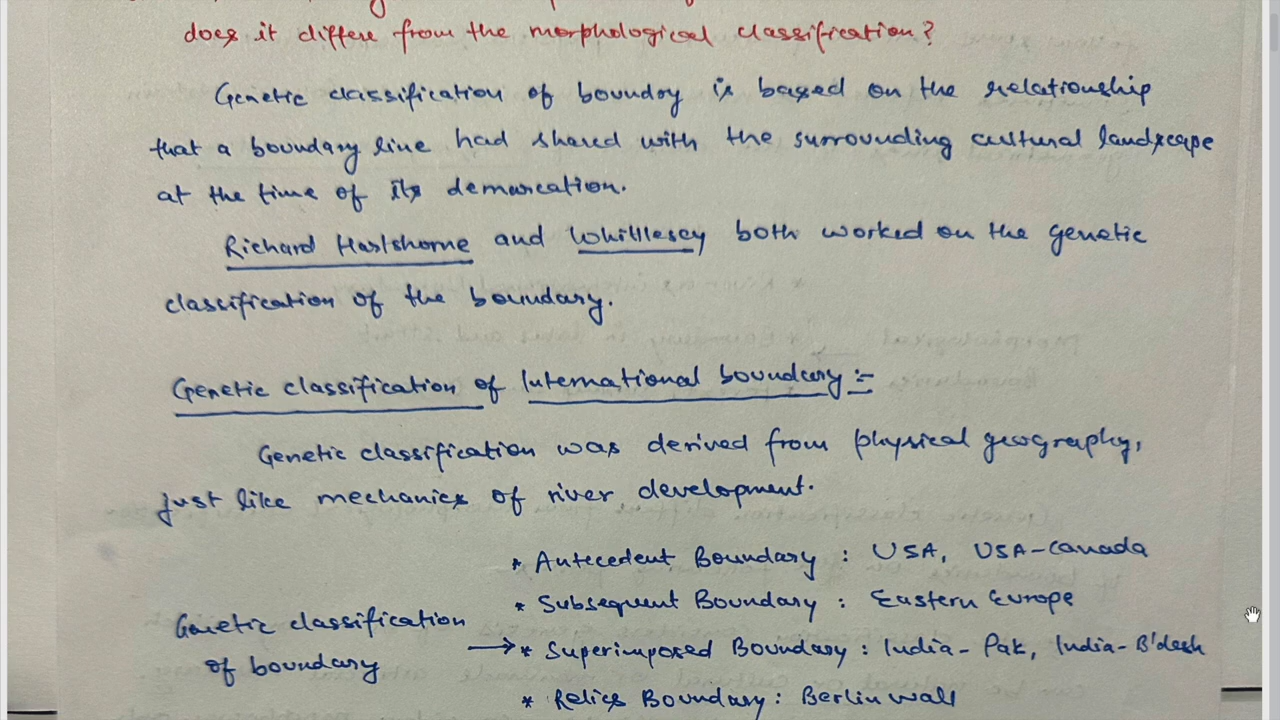 does it differe from the morphological classification?
Genetic classification of boundry is based on the relationship
that a boundary line had shared with the surrounding cultural landscape
at the time of its demarcation.
Richard Hartshorne and Whittlesey both worked on the genetic
classification of the boundary.
Genetic classification of International boundary :-
Genetic classification was derived from physical geography,
just like mechanics of river development.
Genetic classification
of boundary
→
* Antecedent Boundary : USA, USA-Canada
* Subsequent Boundary : Eastern Europe
* Superimposed Boundary : India-Pak, India-B'desh
* Relics Boundary : Berlin wall